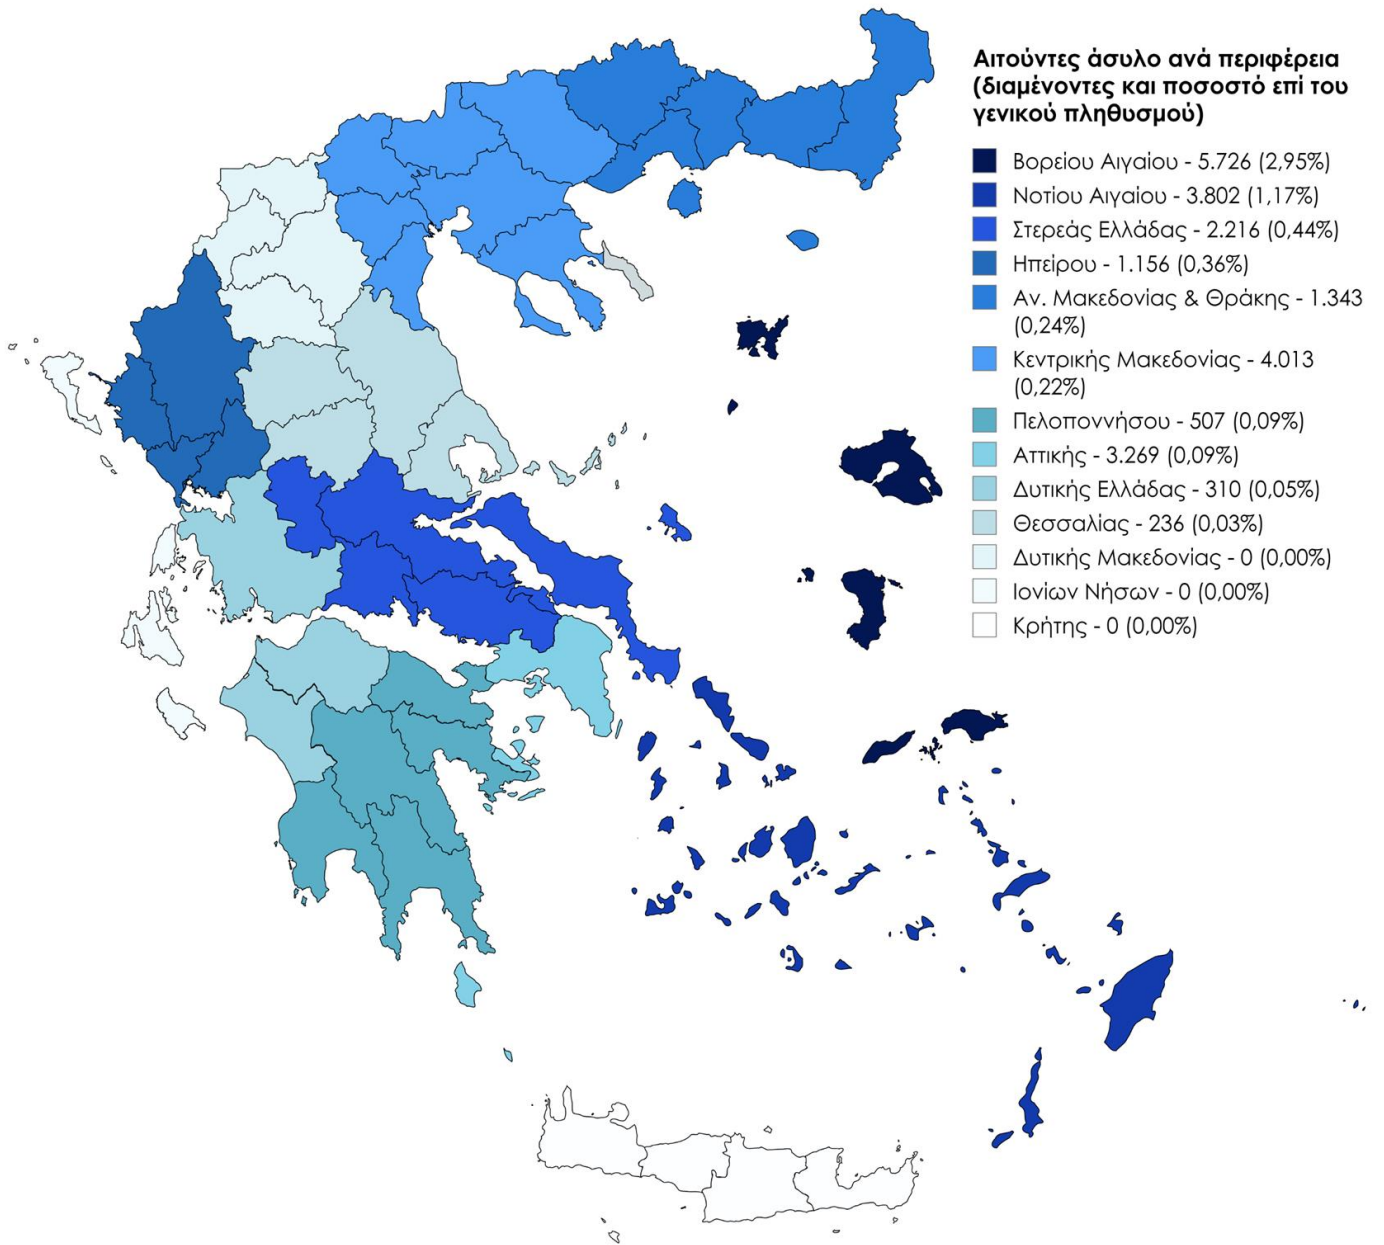 Αιτούντες άσυλο ανά περιφέρεια
(διαμένοντες και ποσοστό επί του
γενικού πληθυσμού)
Βορείου Αιγαίου - 5.726 (2,95%)
Νοτίου Αιγαίου - 3.802 (1,17%)
Στερεάς Ελλάδας - 2.216 (0,44%)
Ηπείρου - 1.156 (0,36%)
Αν. Μακεδονίας & Θράκης - 1.343
(0,24%)
Κεντρικής Μακεδονίας - 4.013
(0,22%)
Πελοποννήσου - 507 (0,09%)
Αττικής - 3.269 (0,09%)
Δυτικής Ελλάδας - 310 (0,05%)
Θεσσαλίας - 236 (0,03%)
Δυτικής Μακεδονίας - 0 (0,00%)
Ιονίων Νήσων - 0 (0,00%)
Κρήτης - 0 (0,00%)